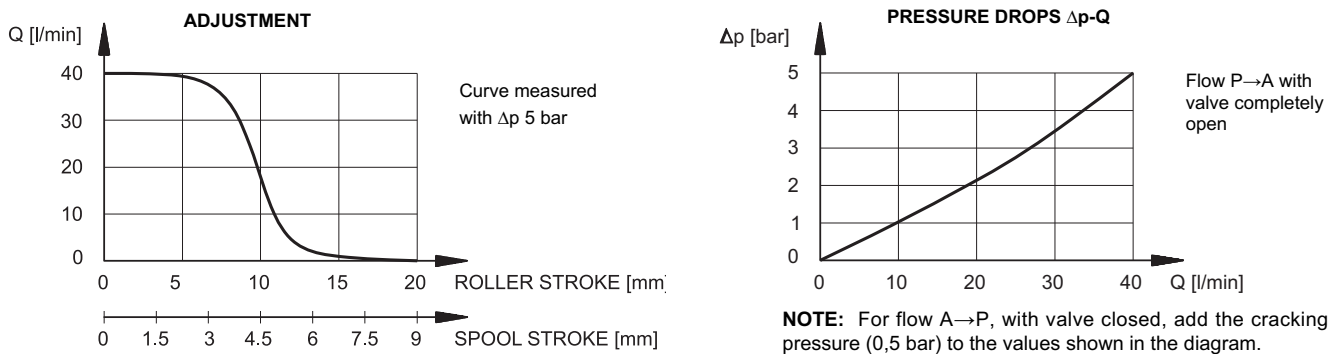 ADJUSTMENT
Q [l/min]
40
30
20
10
0
0 5 10 15 20 ROLLER STROKE [mm]
0 1.5 3 4.5 6 7.5 9 SPOOL STROKE [mm]
Curve measured
with Δp 5 bar
PRESSURE DROPS Δp-Q
Δp [bar]
5
4
3
2
1
0
0 10 20 30 40 Q [l/min]
Flow P→A with
valve completely
open
NOTE: For flow A→P, with valve closed, add the cracking
pressure (0,5 bar) to the values shown in the diagram.